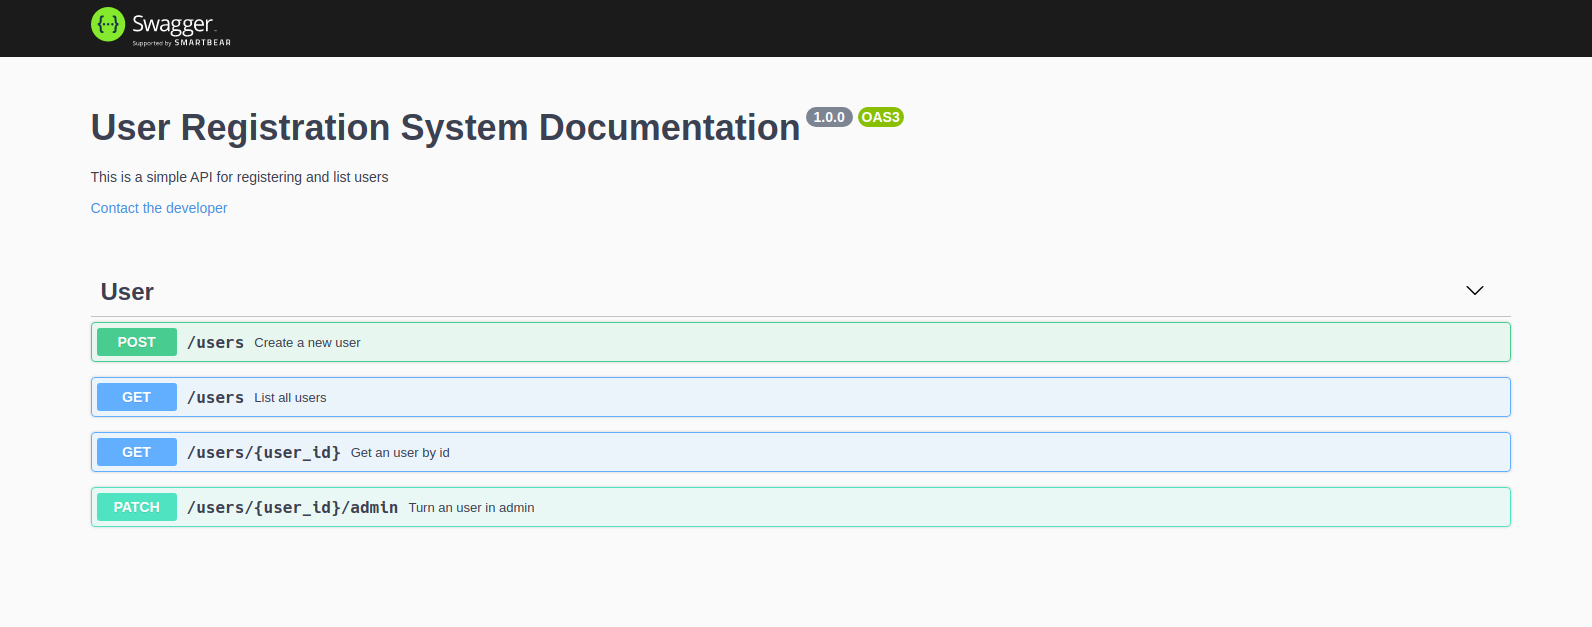 Swagger
Supported by SMARTBEAR
User Registration System Documentation 1.0.0 OAS3
This is a simple API for registering and list users
Contact the developer
User
POST /users Create a new user
GET /users List all users
GET /users/{user_id} Get an user by id
PATCH /users/{user_id}/admin Turn an user in admin